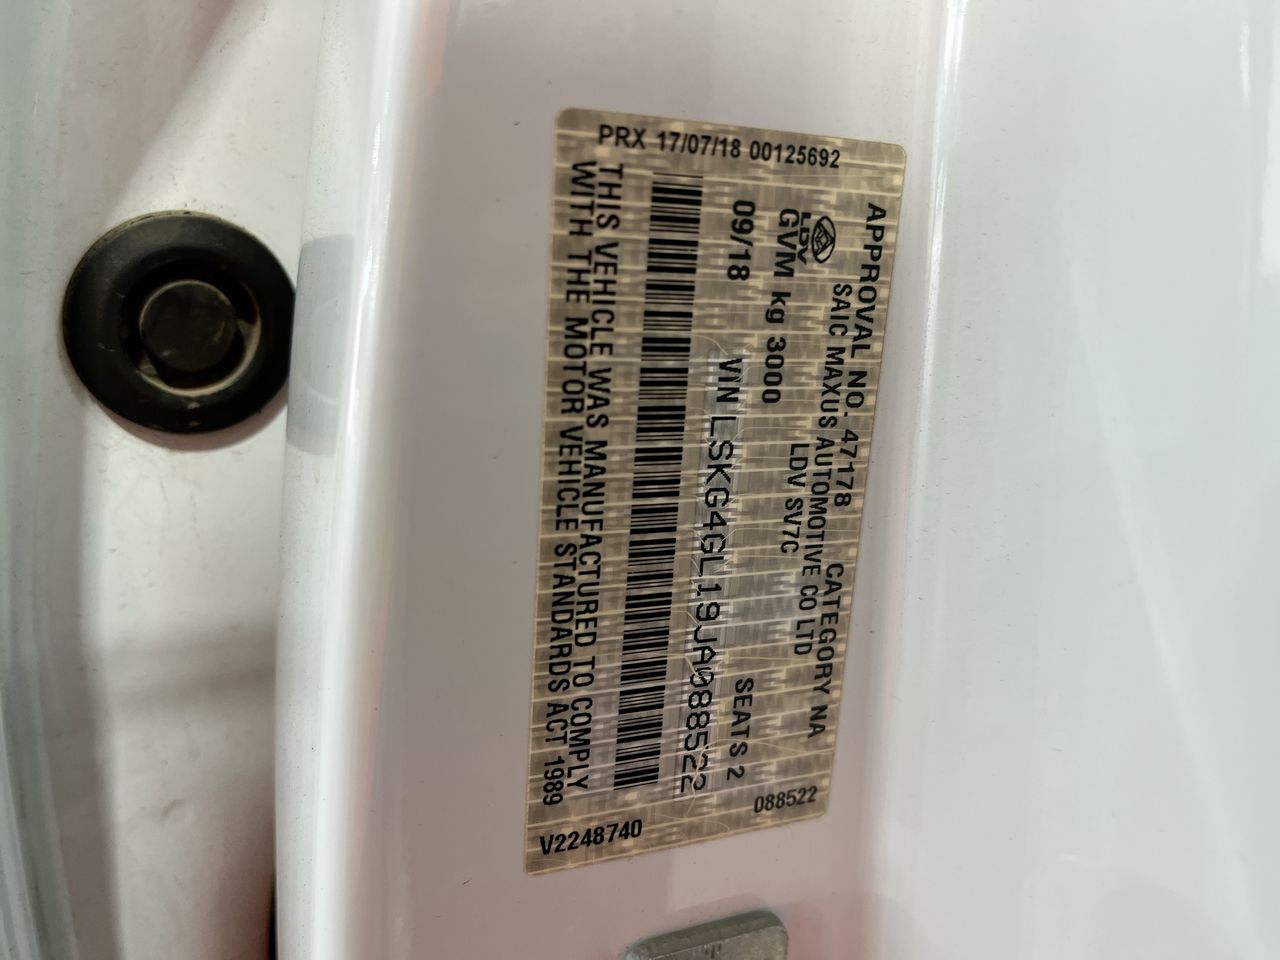 PRX 17/07/18 00125692
APPROVAL NO. 47178 CATEGORY NA
SAIC MAXUS AUTOMOTIVE CO LTD
LDV
LDV SV7C
GVM kg 3000
09/18
SEATS 2
VIN LSKG4GL19JA088522
THIS VEHICLE WAS MANUFACTURED TO COMPLY
WITH THE MOTOR VEHICLE STANDARDS ACT 1989
V2248740
088522